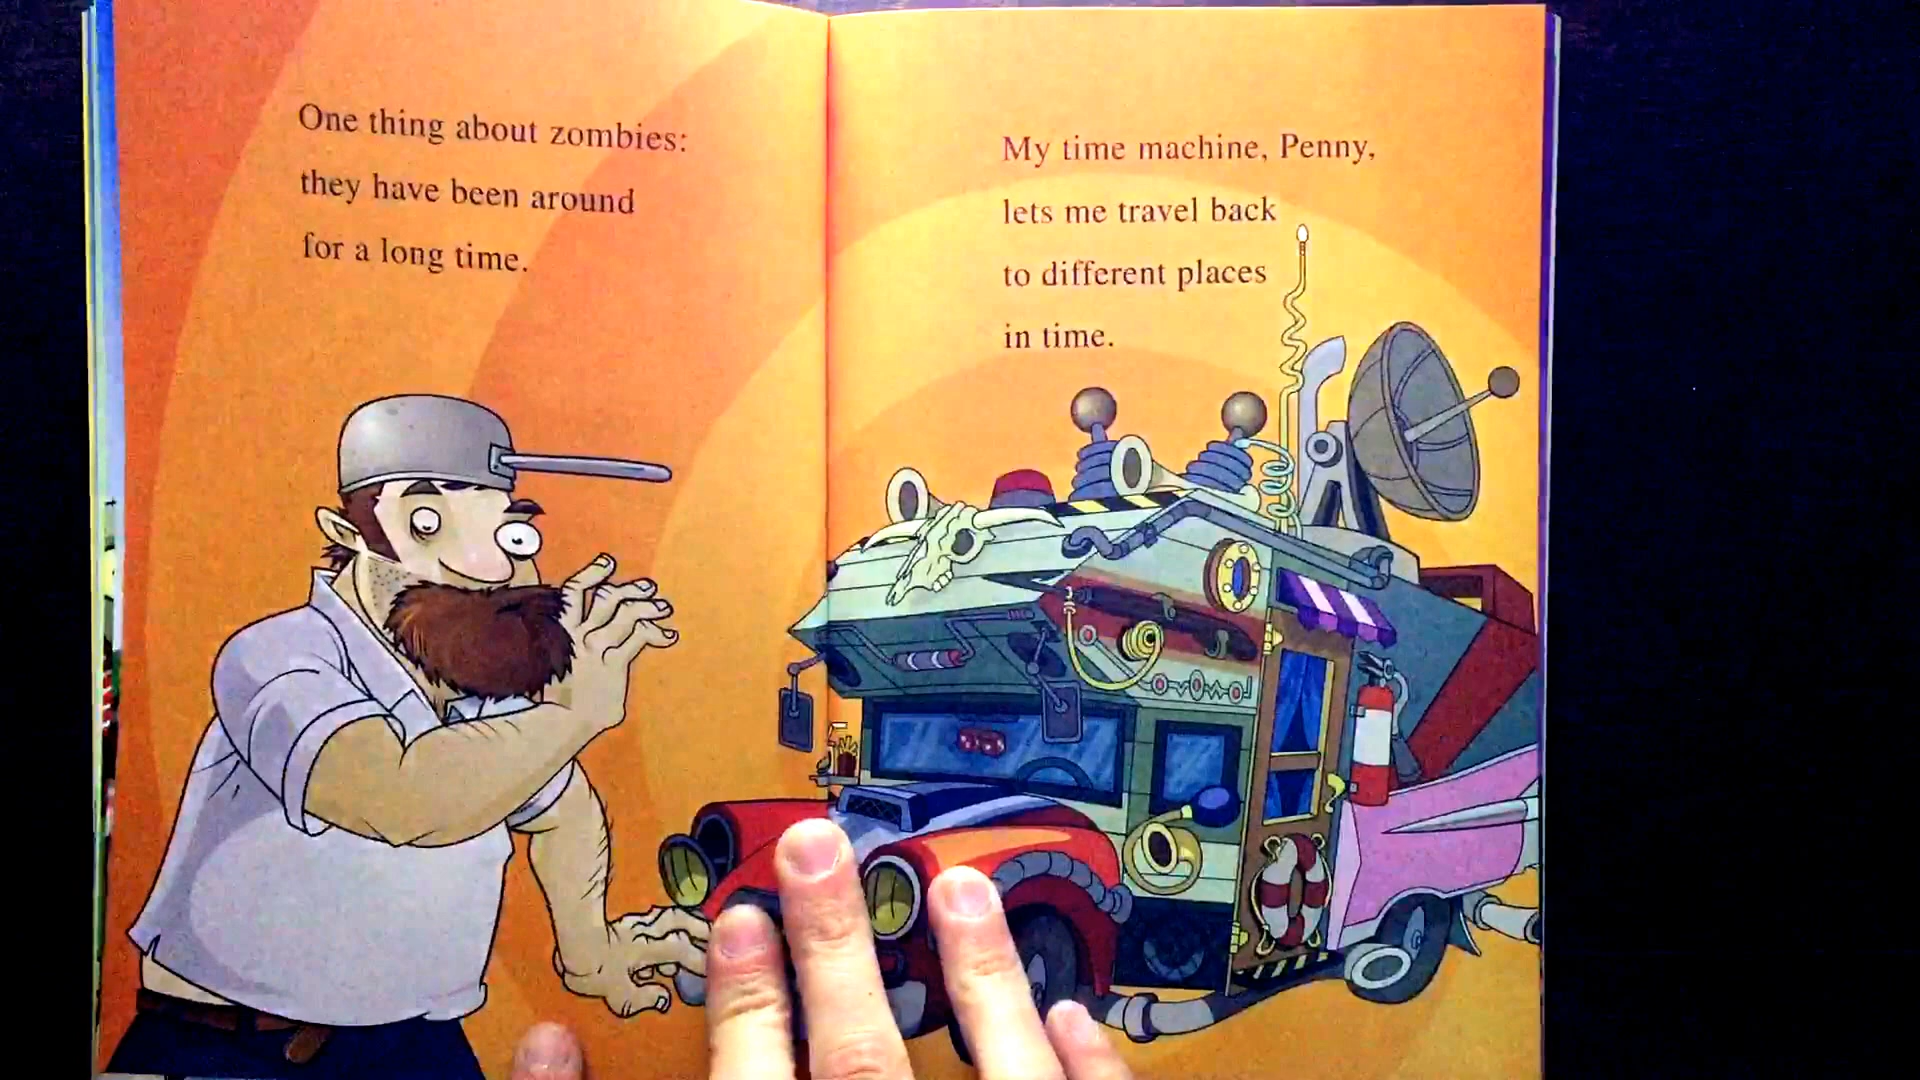 One thing about zombies:
they have been around
for a long time.
My time machine, Penny,
lets me travel back
to different places
in time.